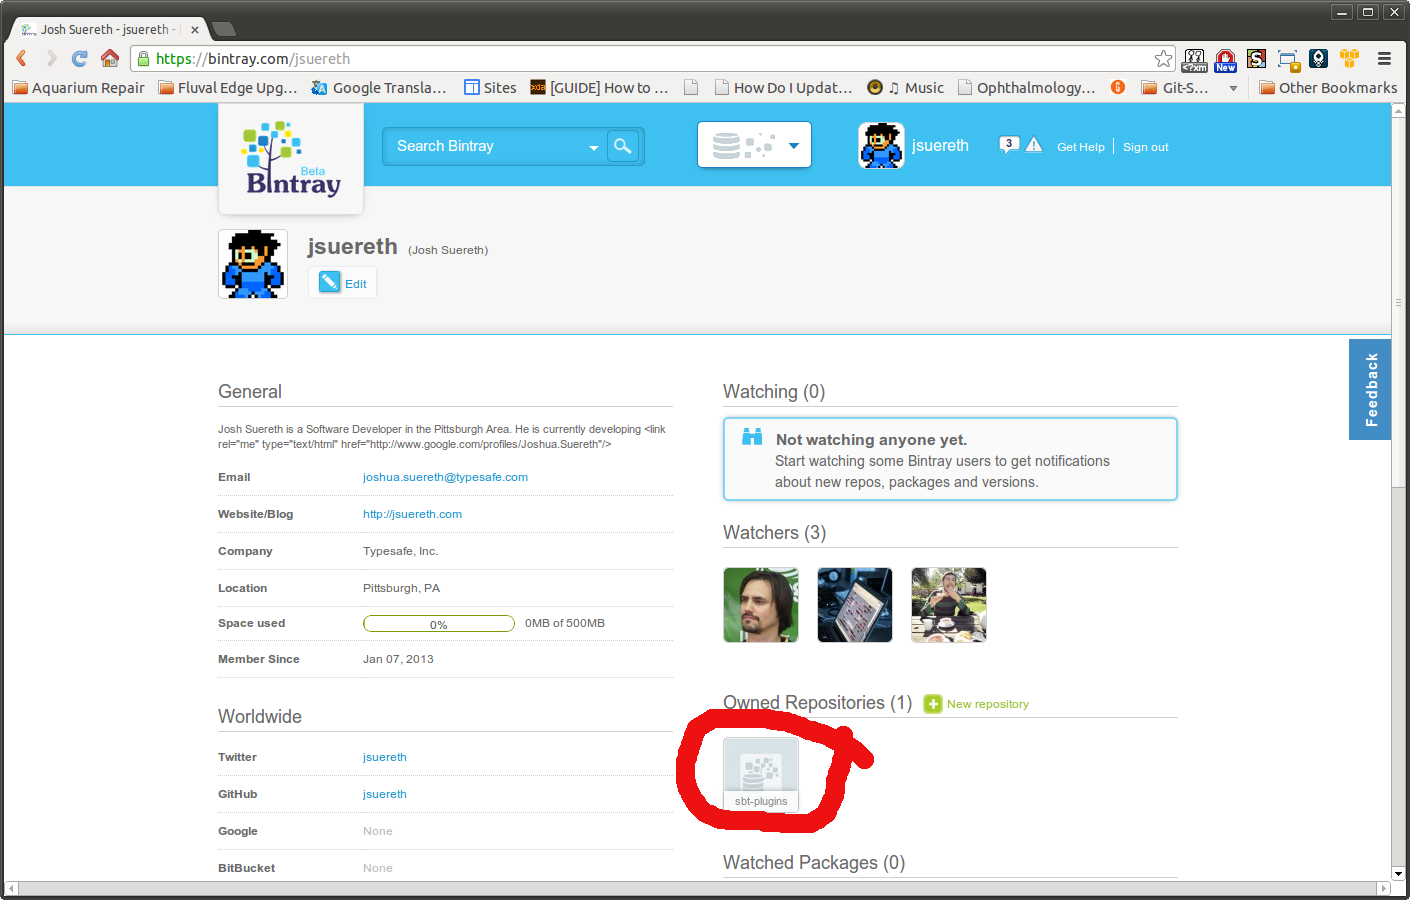 Josh Suereth - jsuereth -
https://bintray.com/jsuereth
New
Aquarium Repair
Fluval Edge Upg...
Google Transla...
Sites
[GUIDE] How to ...
How Do I Updat...
♫ Music
Ophthalmology...
Git-S...
Other Bookmarks
Beta
Bintray
Search Bintray
jsuereth
3
Get Help
Sign out
jsuereth (Josh Suereth)
Edit
Feedback
General
Josh Suereth is a Software Developer in the Pittsburgh Area. He is currently developing <link
rel="me" type="text/html" href="http://www.google.com/profiles/Joshua.Suereth"/>
Email joshua.suereth@typesafe.com
Website/Blog http://jsuereth.com
Company Typesafe, Inc.
Location Pittsburgh, PA
Space used 0% 0MB of 500MB
Member Since Jan 07, 2013
Worldwide
Twitter jsuereth
GitHub jsuereth
Google None
BitBucket None
Watching (0)
Not watching anyone yet.
Start watching some Bintray users to get notifications
about new repos, packages and versions.
Watchers (3)
Owned Repositories (1) New repository
sbt-plugins
Watched Packages (0)